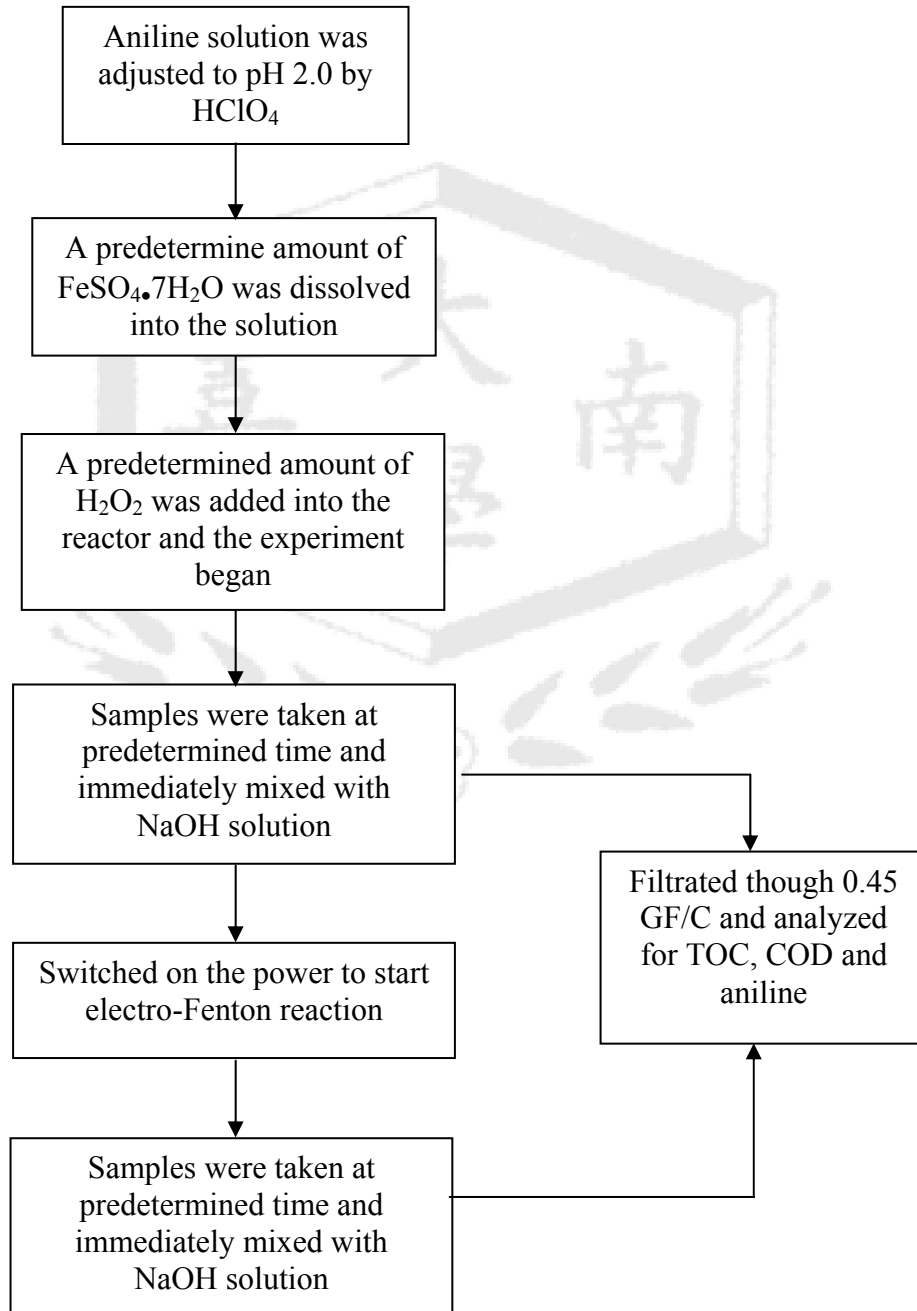 Aniline solution was
adjusted to pH 2.0 by
HClO₄
A predetermine amount of
FeSO₄•7H₂O was dissolved
into the solution
A predetermined amount of
H₂O₂ was added into the
reactor and the experiment
began
Samples were taken at
predetermined time and
immediately mixed with
NaOH solution
Filtrated though 0.45
GF/C and analyzed
for TOC, COD and
aniline
Switched on the power to start
electro-Fenton reaction
Samples were taken at
predetermined time and
immediately mixed with
NaOH solution
大
南